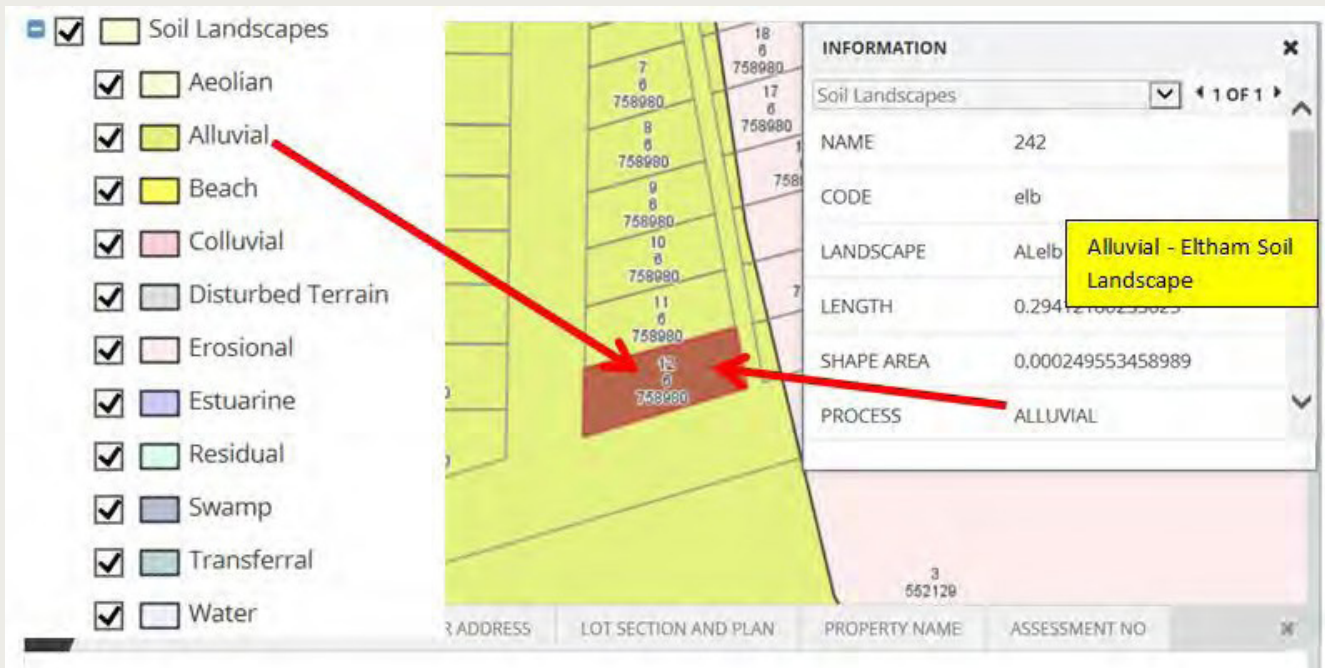 Soil Landscapes
Aeolian
Alluvial
Beach
Colluvial
Disturbed Terrain
Erosional
Estuarine
Residual
Swamp
Transferral
Water
18
6
758980
7
6
758980
17
6
758980
8
6
758980
9
6
758980
10
6
758980
11
6
758980
12
6
758980
3
552129
INFORMATION
Soil Landscapes 1 OF 1
NAME 242
CODE elb
LANDSCAPE ALelb
Alluvial - Eltham Soil
Landscape
LENGTH
SHAPE AREA 0.000249553458989
PROCESS ALLUVIAL
ADDRESS LOT SECTION AND PLAN PROPERTY NAME ASSESSMENT NO